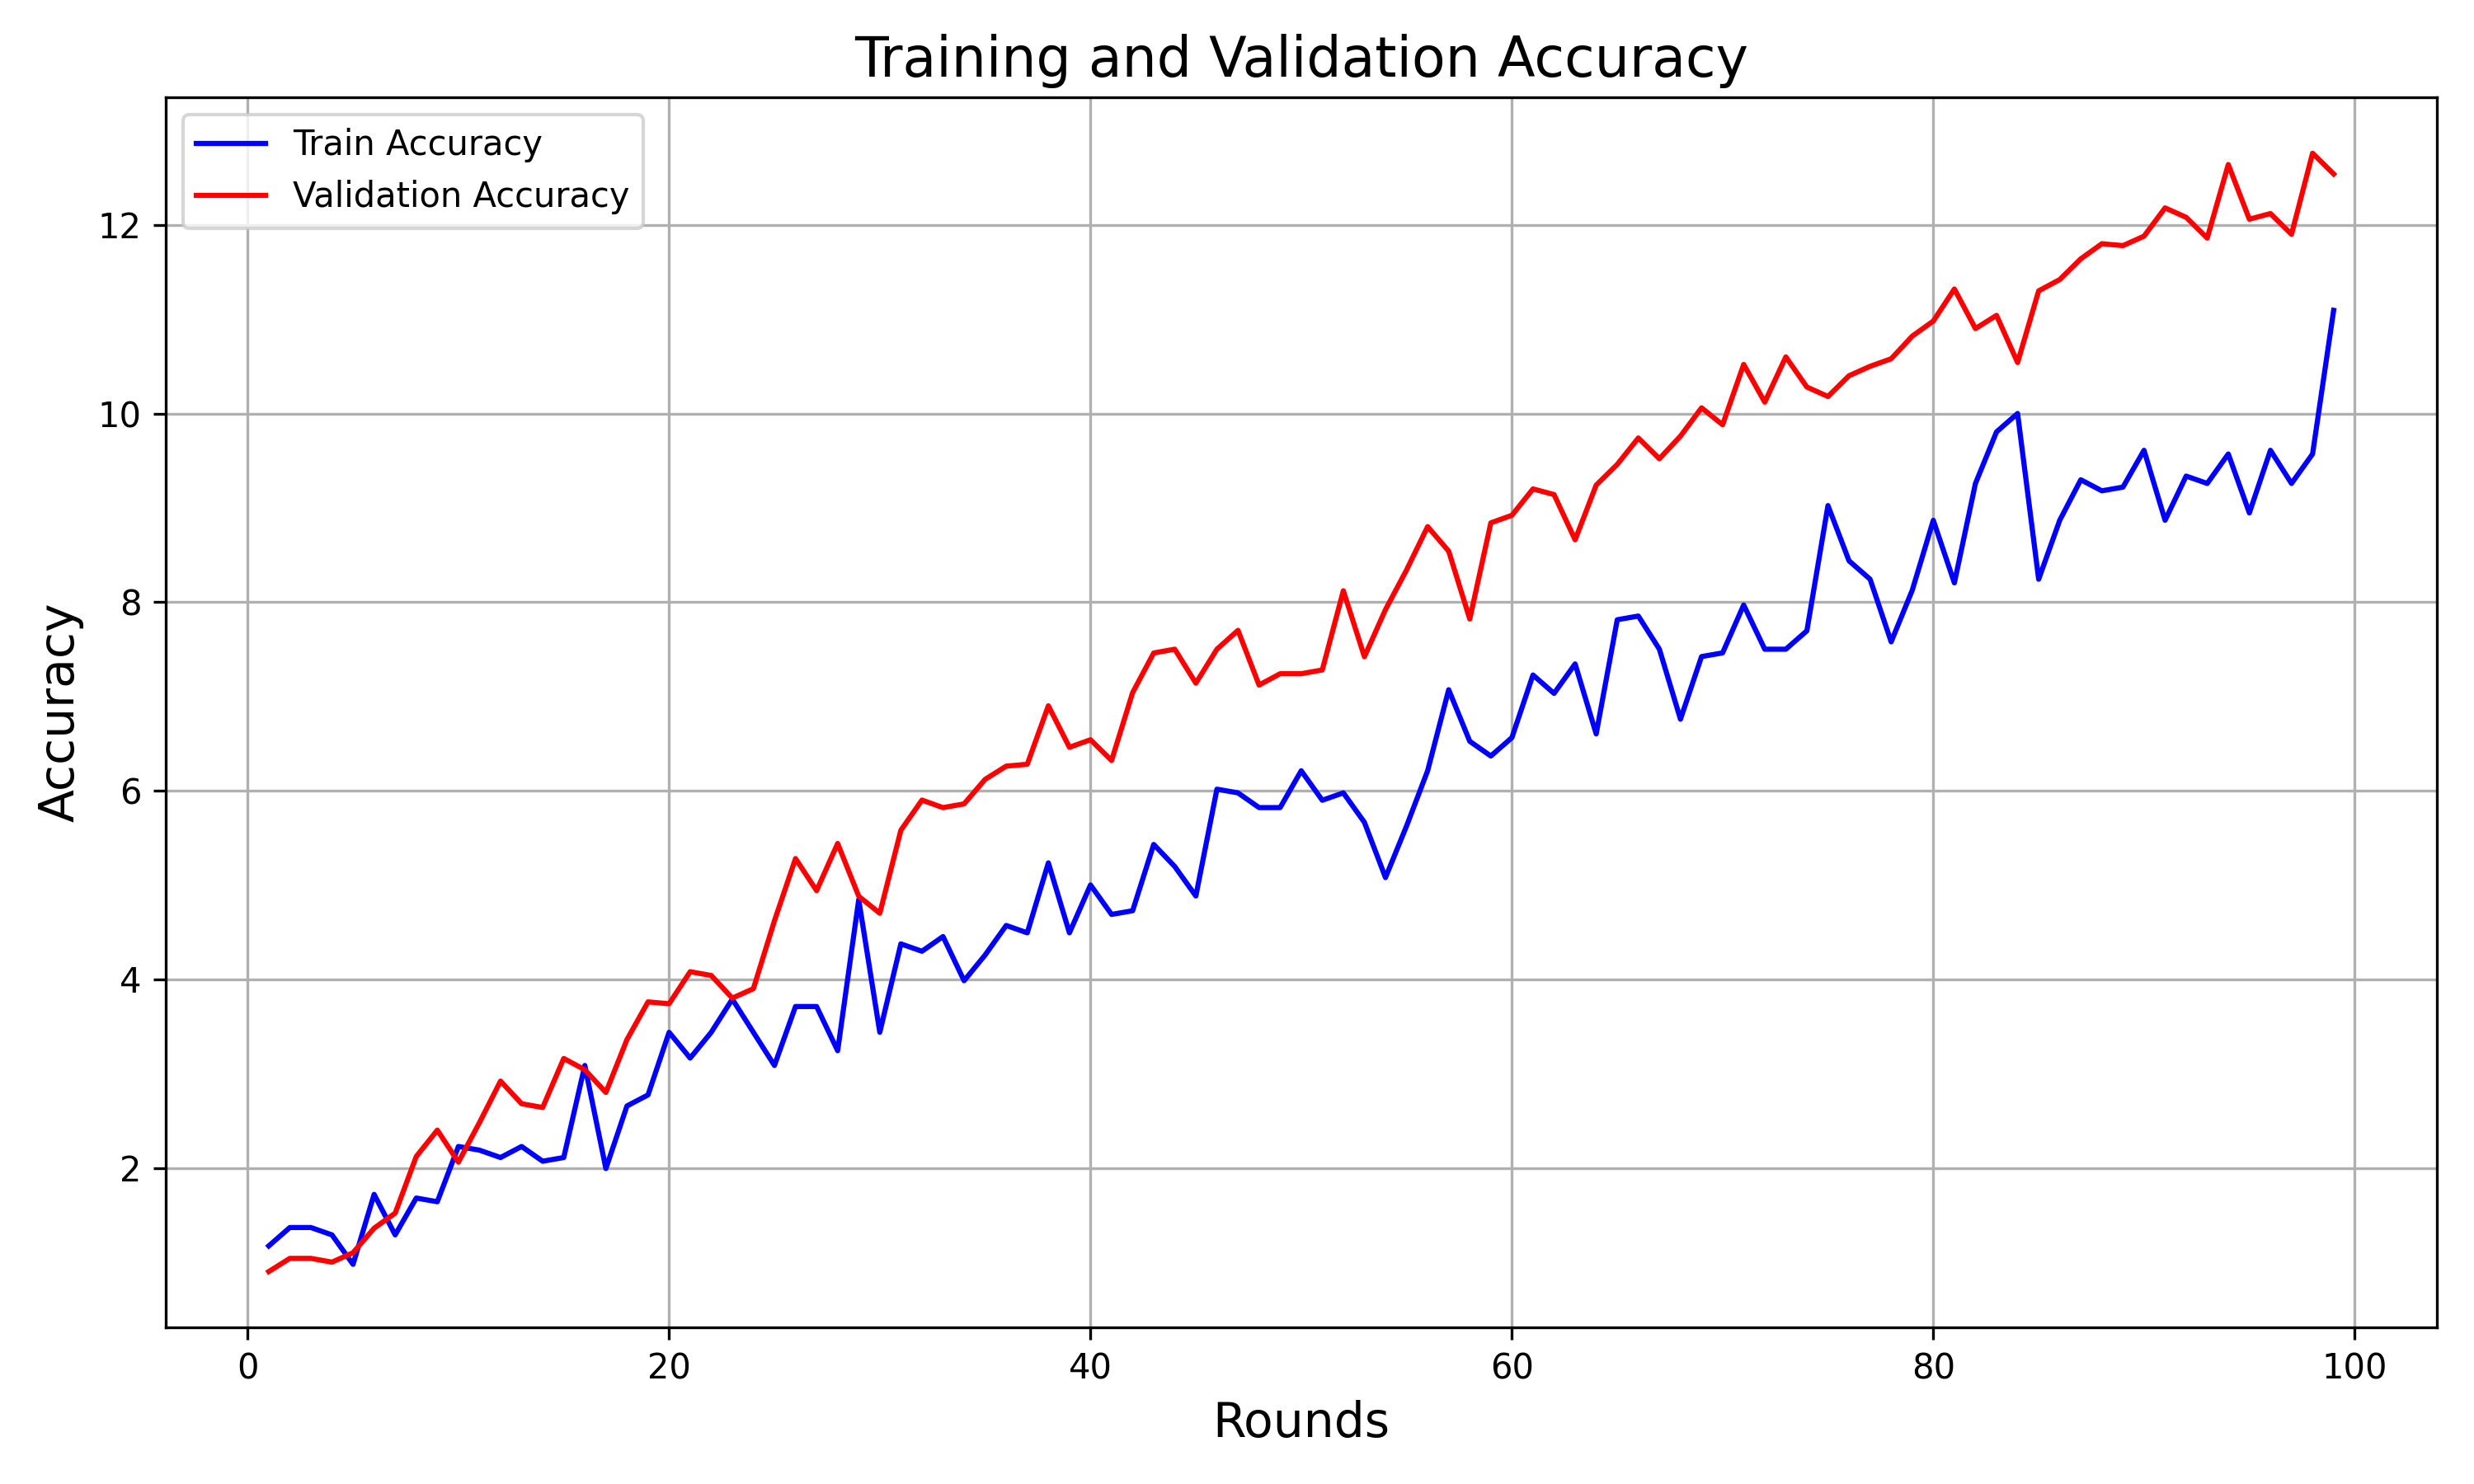 Training and Validation Accuracy
Train Accuracy
Validation Accuracy
12
10
8
6
4
2
Accuracy
0 20 40 60 80 100
Rounds